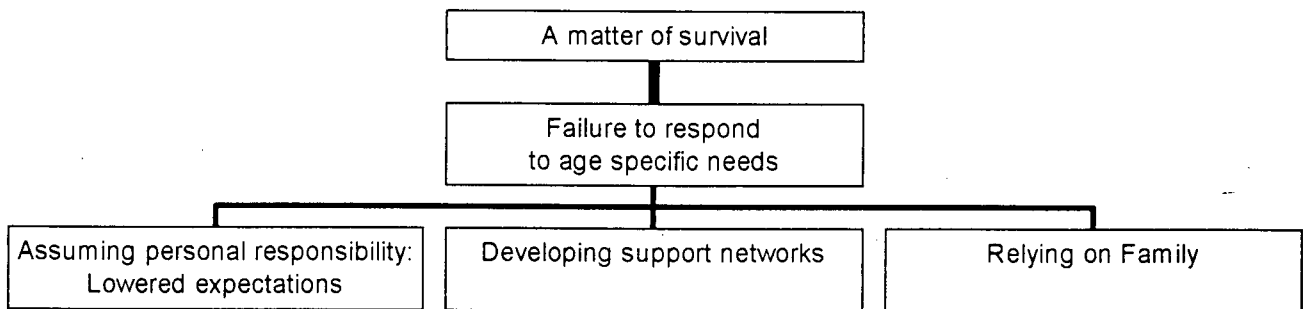 A matter of survival
Failure to respond
to age specific needs
Assuming personal responsibility:
Lowered expectations
Developing support networks
Relying on Family